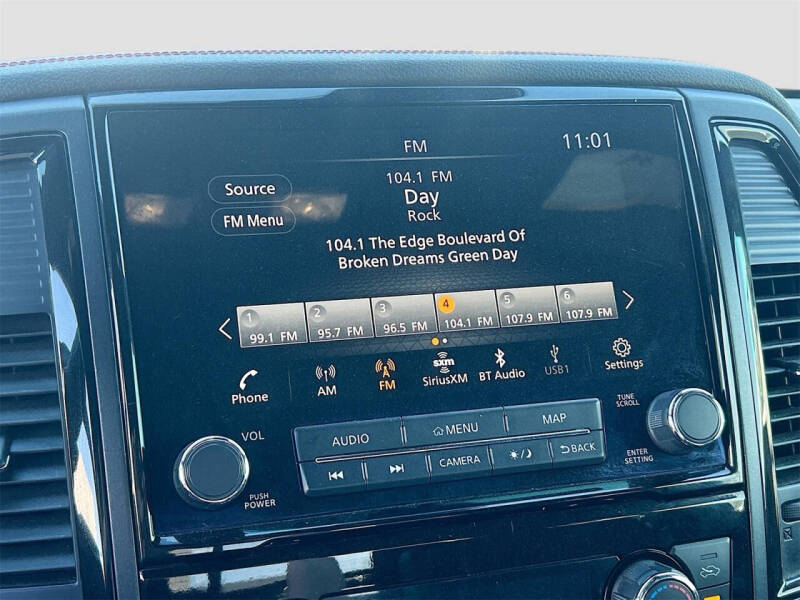 FM
11:01
Source
FM Menu
104.1 FM
Day
Rock
104.1 The Edge Boulevard Of
Broken Dreams Green Day
1 2 3 4 5 6
99.1 FM 95.7 FM 96.5 FM 104.1 FM 107.9 FM 107.9 FM
Phone
AM
FM
sxm
SiriusXM
BT Audio
USB1
Settings
VOL
PUSH
POWER
AUDIO
MENU
MAP
CAMERA
BACK
TUNE
SCROLL
ENTER
SETTING